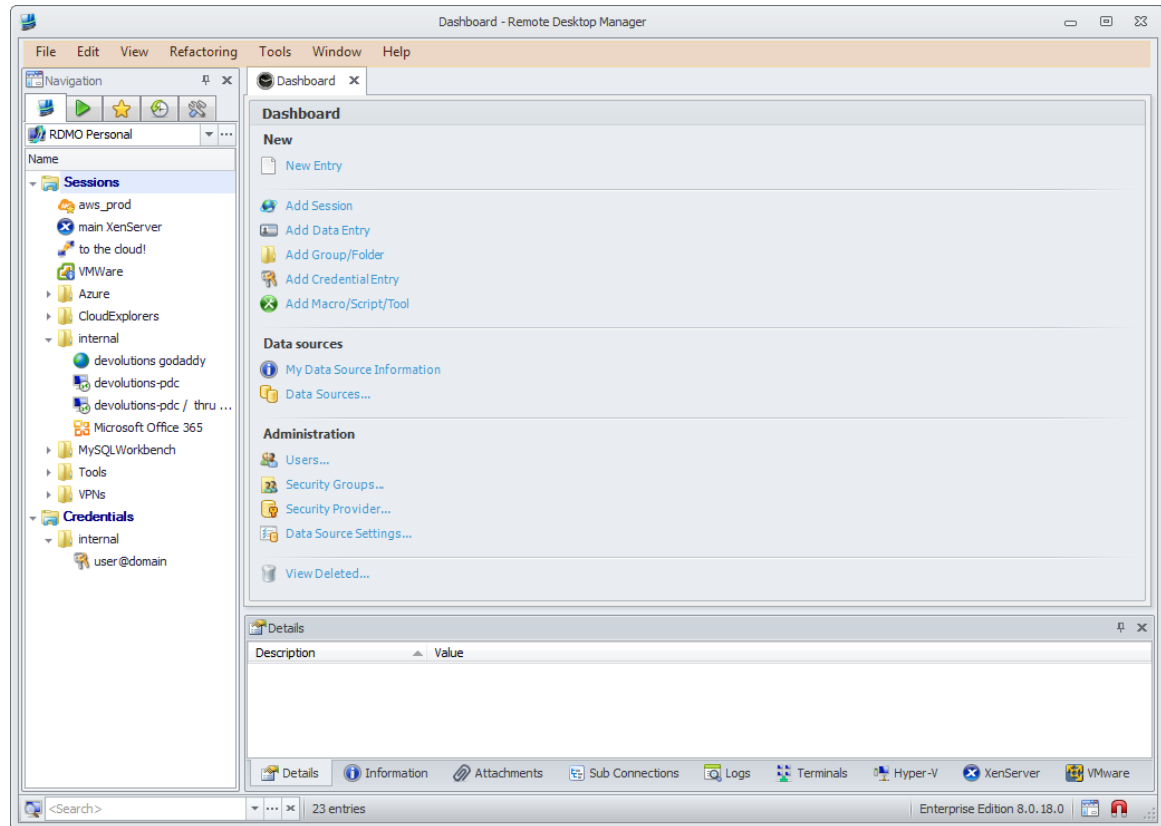 Dashboard - Remote Desktop Manager
File Edit View Refactoring Tools Window Help
Navigation
RDMO Personal
Name
Sessions
aws_prod
main XenServer
to the cloud!
VMWare
Azure
CloudExplorers
internal
devolutions godaddy
devolutions-pdc
devolutions-pdc / thru ...
Microsoft Office 365
MySQLWorkbench
Tools
VPNs
Credentials
internal
user@domain
Dashboard
Dashboard
New
New Entry
Add Session
Add Data Entry
Add Group/Folder
Add Credential Entry
Add Macro/Script/Tool
Data sources
My Data Source Information
Data Sources...
Administration
Users...
Security Groups...
Security Provider...
Data Source Settings...
View Deleted...
Details
Description Value
Details Information Attachments Sub Connections Logs Terminals Hyper-V XenServer VMware
<Search> 23 entries Enterprise Edition 8.0.18.0